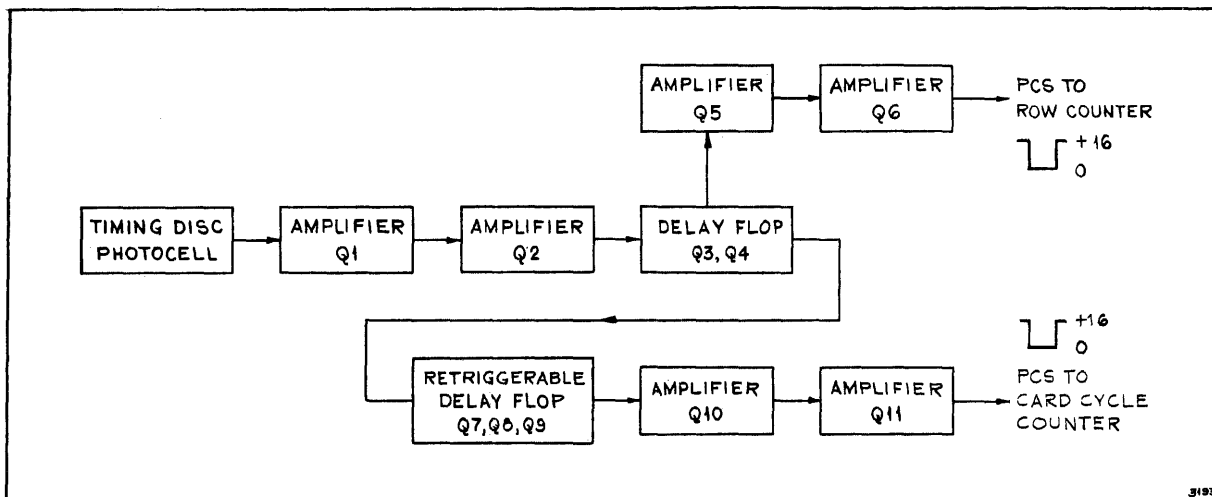 AMPLIFIER
Q5
AMPLIFIER
Q6
PCS TO
ROW COUNTER
+16
0
TIMING DISC
PHOTOCELL
AMPLIFIER
Q1
AMPLIFIER
Q2
DELAY FLOP
Q3, Q4
+16
0
RETRIGGERABLE
DELAY FLOP
Q7, Q8, Q9
AMPLIFIER
Q10
AMPLIFIER
Q11
PCS TO
CARD CYCLE
COUNTER